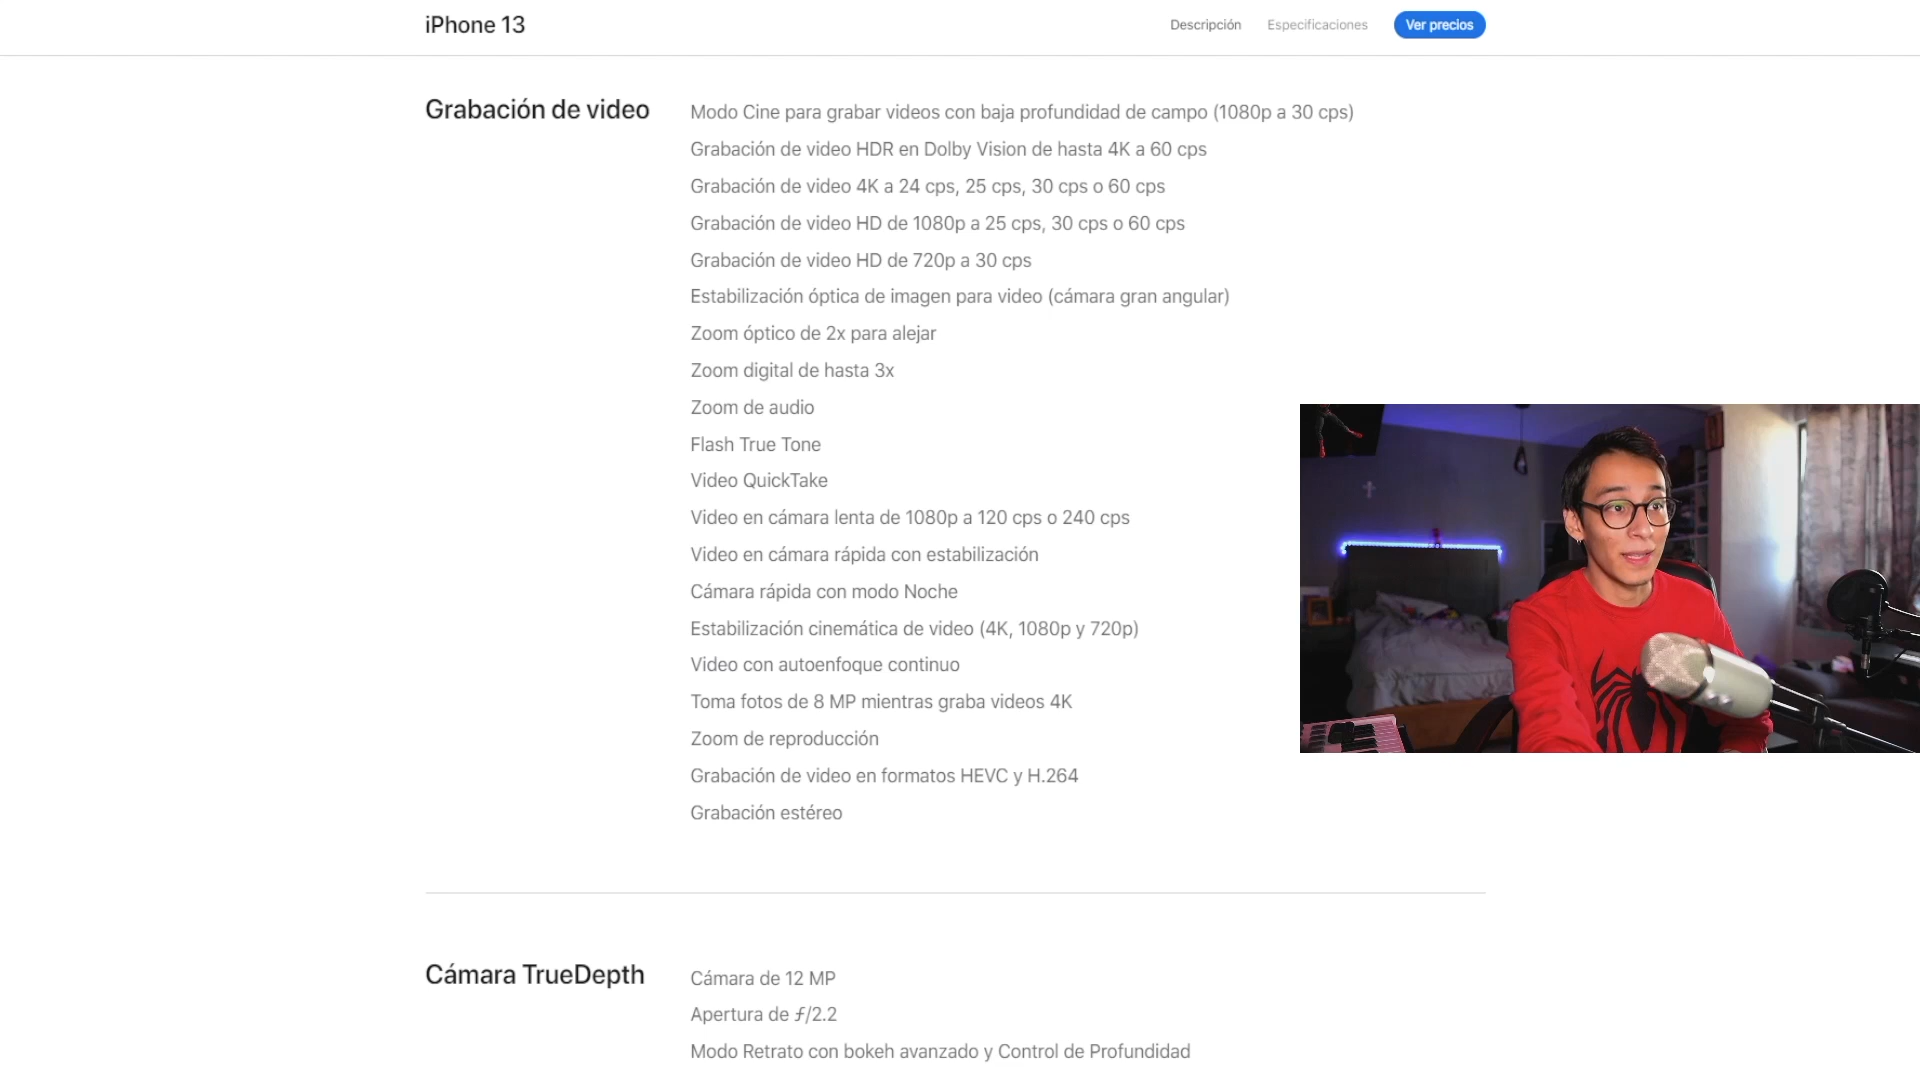 iPhone 13
Descripción
Especificaciones
Ver precios
Grabación de video
Modo Cine para grabar videos con baja profundidad de campo (1080p a 30 cps)
Grabación de video HDR en Dolby Vision de hasta 4K a 60 cps
Grabación de video 4K a 24 cps, 25 cps, 30 cps o 60 cps
Grabación de video HD de 1080p a 25 cps, 30 cps o 60 cps
Grabación de video HD de 720p a 30 cps
Estabilización óptica de imagen para video (cámara gran angular)
Zoom óptico de 2x para alejar
Zoom digital de hasta 3x
Zoom de audio
Flash True Tone
Video QuickTake
Video en cámara lenta de 1080p a 120 cps o 240 cps
Video en cámara rápida con estabilización
Cámara rápida con modo Noche
Estabilización cinemática de video (4K, 1080p y 720p)
Video con autoenfoque continuo
Toma fotos de 8 MP mientras graba videos 4K
Zoom de reproducción
Grabación de video en formatos HEVC y H.264
Grabación estéreo
Cámara TrueDepth
Cámara de 12 MP
Apertura de ƒ/2.2
Modo Retrato con bokeh avanzado y Control de Profundidad